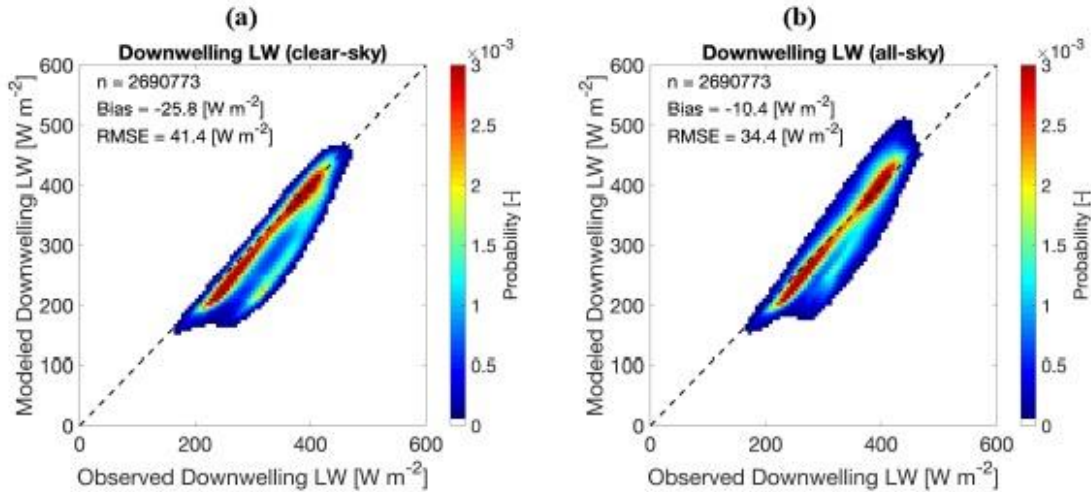 (a)
Downwelling LW (clear-sky)
n = 2690773
Bias = -25.8 [W m⁻²]
RMSE = 41.4 [W m⁻²]
600
500
400
300
200
100
0
0
200
400
600
Modeled Downwelling LW [W m⁻²]
Observed Downwelling LW [W m⁻²]
×10⁻³
3
2.5
2
1.5
1
0.5
0
Probability [-]
(b)
Downwelling LW (all-sky)
n = 2690773
Bias = -10.4 [W m⁻²]
RMSE = 34.4 [W m⁻²]
600
500
400
300
200
100
0
0
200
400
600
Modeled Downwelling LW [W m⁻²]
Observed Downwelling LW [W m⁻²]
×10⁻³
3
2.5
2
1.5
1
0.5
0
Probability [-]